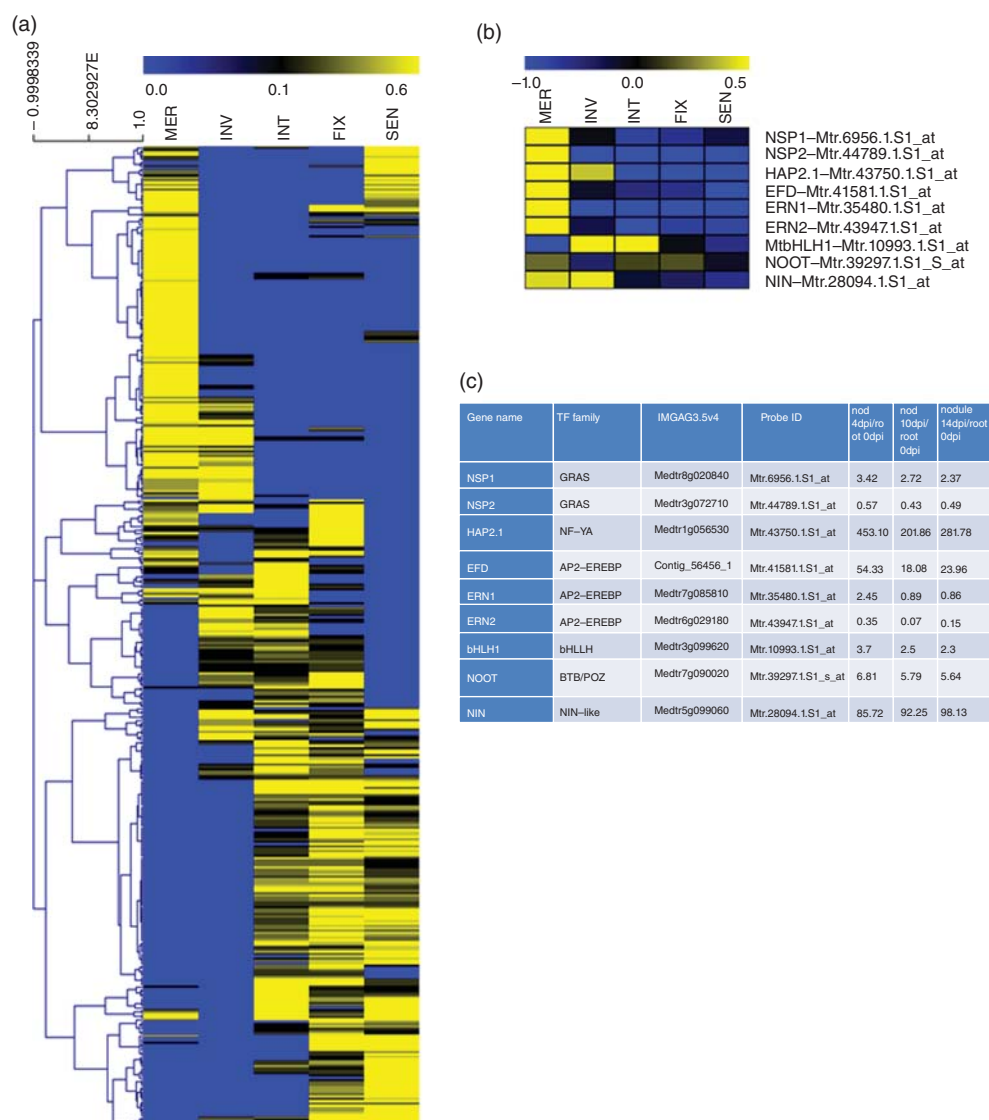 (a)
– 0.9998339
8.302927E
1.0
0.0 0.1 0.6
MER INV INT FIX SEN
(b)
–1.0 0.0 0.5
MER INV INT FIX SEN
NSP1–Mtr.6956.1.S1_at
NSP2–Mtr.44789.1.S1_at
HAP2.1–Mtr.43750.1.S1_at
EFD–Mtr.41581.1.S1_at
ERN1–Mtr.35480.1.S1_at
ERN2–Mtr.43947.1.S1_at
MtbHLH1–Mtr.10993.1.S1_at
NOOT–Mtr.39297.1.S1_S_at
NIN–Mtr.28094.1.S1_at
(c)
Gene name TF family IMGAG3.5v4 Probe ID nod 4dpi/ro ot 0dpi nod 10dpi/ root 0dpi nodule 14dpi/root 0dpi
NSP1 GRAS Medtr8g020840 Mtr.6956.1.S1_at 3.42 2.72 2.37
NSP2 GRAS Medtr3g072710 Mtr.44789.1.S1_at 0.57 0.43 0.49
HAP2.1 NF–YA Medtr1g056530 Mtr.43750.1.S1_at 453.10 201.86 281.78
EFD AP2–EREBP Contig_56456_1 Mtr.41581.1.S1_at 54.33 18.08 23.96
ERN1 AP2–EREBP Medtr7g085810 Mtr.35480.1.S1_at 2.45 0.89 0.86
ERN2 AP2–EREBP Medtr6g029180 Mtr.43947.1.S1_at 0.35 0.07 0.15
bHLH1 bHLLH Medtr3g099620 Mtr.10993.1.S1_at 3.7 2.5 2.3
NOOT BTB/POZ Medtr7g090020 Mtr.39297.1.S1_s_at 6.81 5.79 5.64
NIN NIN–like Medtr5g099060 Mtr.28094.1.S1_at 85.72 92.25 98.13